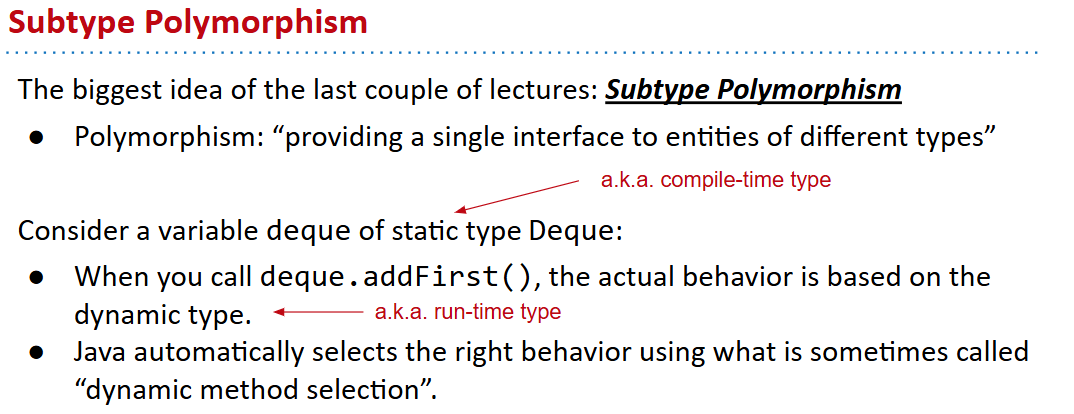 Subtype Polymorphism
The biggest idea of the last couple of lectures: Subtype Polymorphism
● Polymorphism: “providing a single interface to entities of different types”
a.k.a. compile-time type
Consider a variable deque of static type Deque:
● When you call deque.addFirst(), the actual behavior is based on the
dynamic type.
a.k.a. run-time type
● Java automatically selects the right behavior using what is sometimes called
“dynamic method selection”.